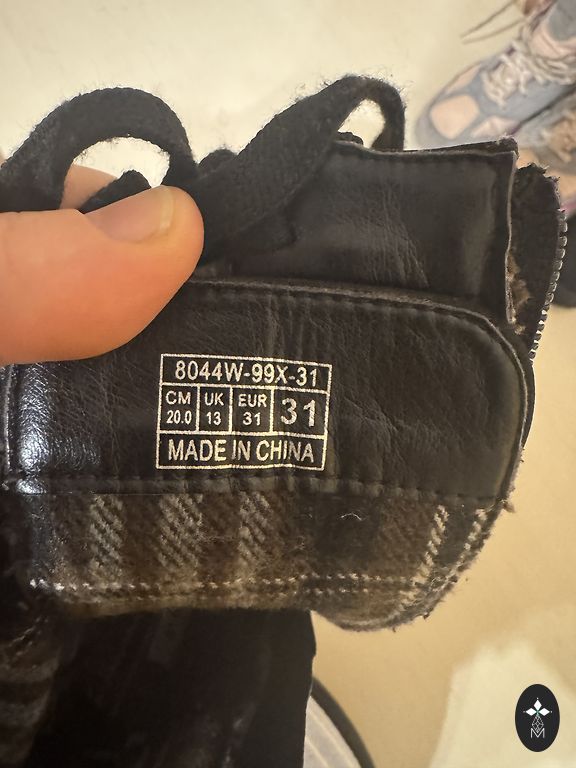 8044W-99X-31
CM UK EUR 31
20.0 13 31
MADE IN CHINA
M